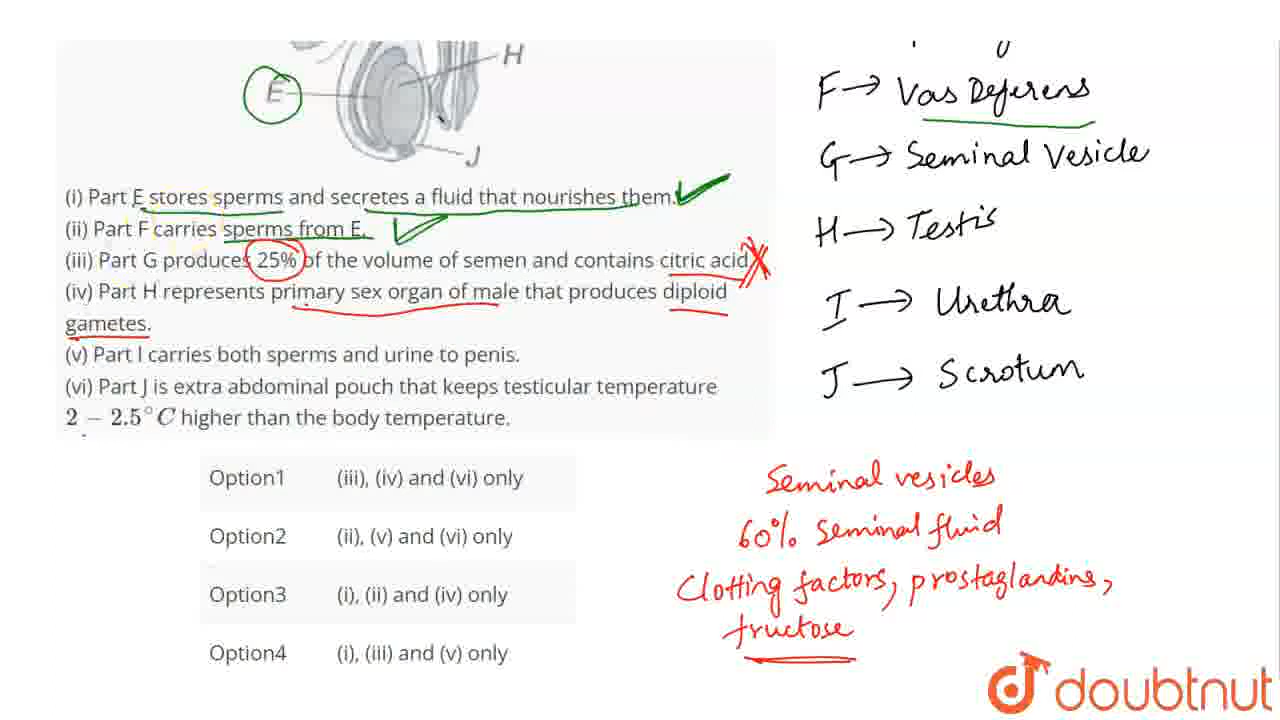 H
E
J
F → Vas Deferens
G → Seminal Vesicle
H → Testis
I → Urethra
J → Scrotum
(i) Part E stores sperms and secretes a fluid that nourishes them.
(ii) Part F carries sperms from E.
(iii) Part G produces 25% of the volume of semen and contains citric acid
(iv) Part H represents primary sex organ of male that produces diploid
gametes.
(v) Part I carries both sperms and urine to penis.
(vi) Part J is extra abdominal pouch that keeps testicular temperature
2 − 2.5°C higher than the body temperature.
Option1 (iii), (iv) and (vi) only
Option2 (ii), (v) and (vi) only
Option3 (i), (ii) and (iv) only
Option4 (i), (iii) and (v) only
Seminal vesicles
60% seminal fluid
Clotting factors, prostaglandins,
fructose
doubtnut